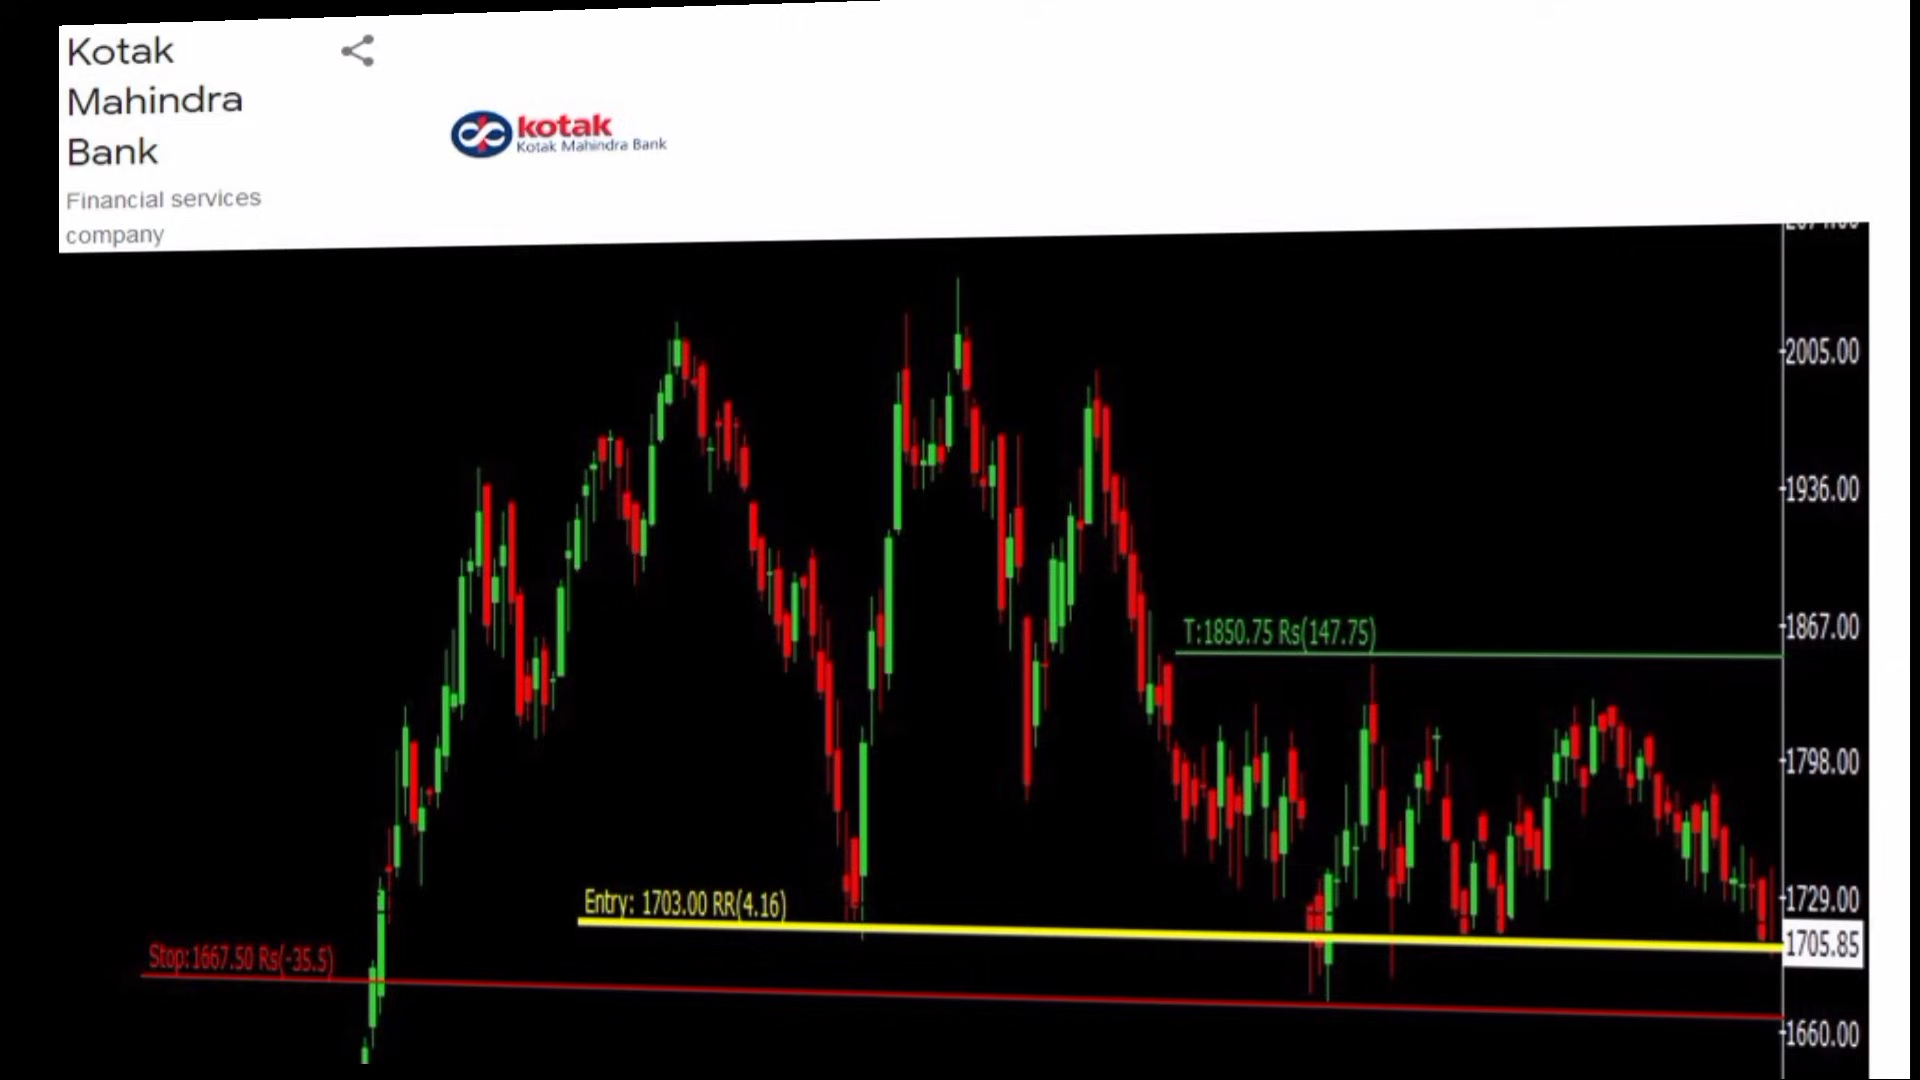 Kotak
Mahindra
Bank
Financial services
company
kotak
Kotak Mahindra Bank
2005.00
1936.00
T:1850.75 Rs(147.75)
1867.00
1798.00
Entry: 1703.00 RR(4.16)
1729.00
1705.85
Stop:1667.50 Rs(-35.5)
1660.00